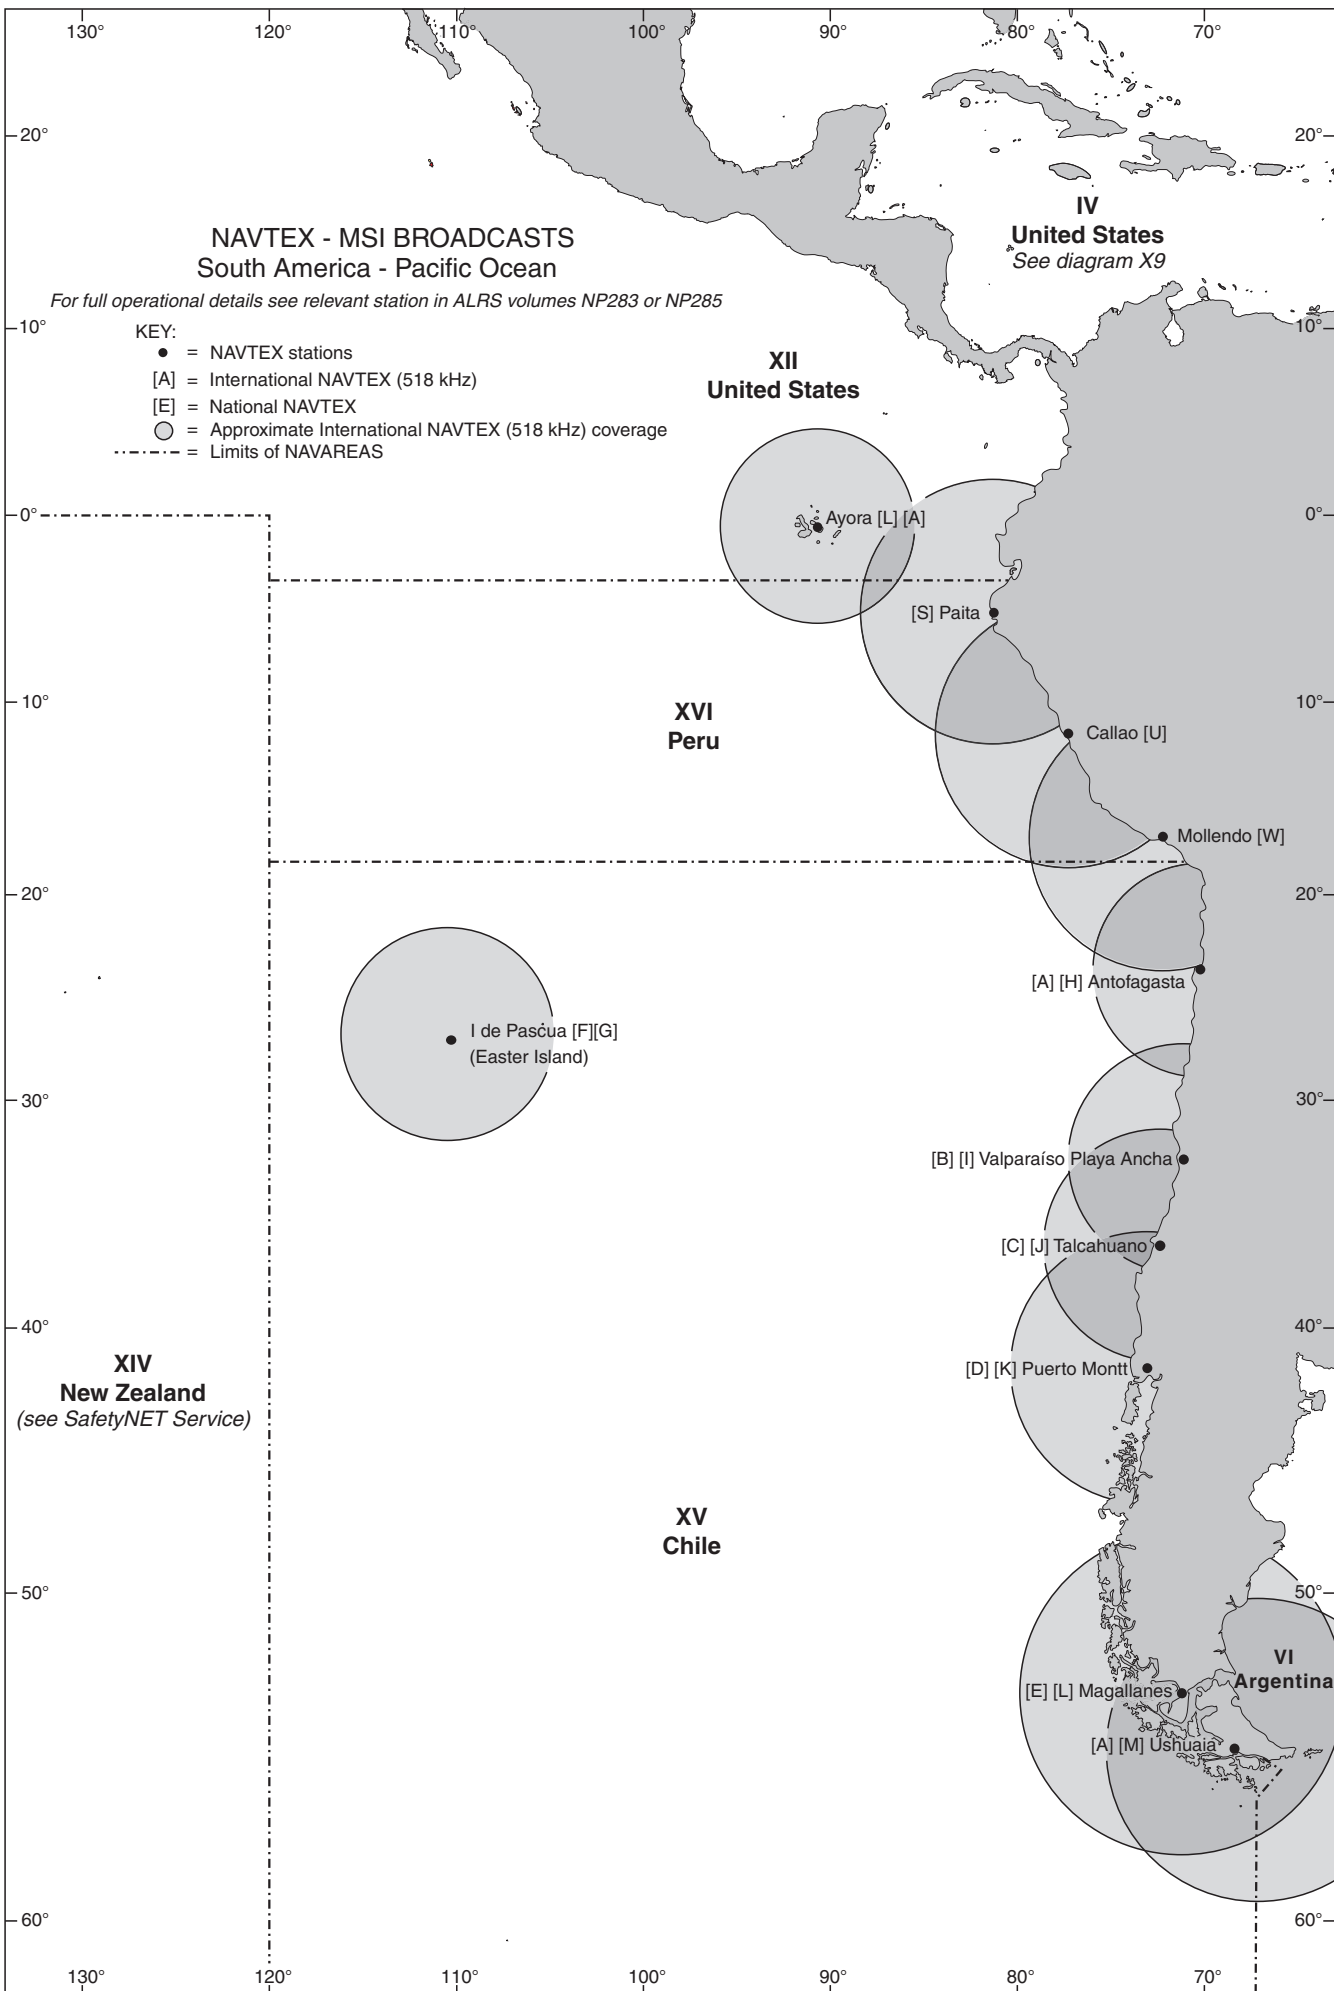 130° 120° 110° 100° 90° 80° 70°
20° 20°
IV
United States
See diagram X9
NAVTEX - MSI BROADCASTS
South America - Pacific Ocean
For full operational details see relevant station in ALRS volumes NP283 or NP285
10° 10°
KEY:
= NAVTEX stations
[A] = International NAVTEX (518 kHz)
[E] = National NAVTEX
= Approximate International NAVTEX (518 kHz) coverage
= Limits of NAVAREAS
XII
United States
0° 0°
Ayora [L] [A]
[S] Paita
10° 10°
XVI
Peru
Callao [U]
Mollendo [W]
20° 20°
[A] [H] Antofagasta
I de Pascua [F][G]
(Easter Island)
30° 30°
[B] [I] Valparaíso Playa Ancha
[C] [J] Talcahuano
40° 40°
XIV
New Zealand
(see SafetyNET Service)
[D] [K] Puerto Montt
XV
Chile
50° 50°
VI
Argentina
[E] [L] Magallanes
[A] [M] Ushuaia
60° 60°
130° 120° 110° 100° 90° 80° 70°